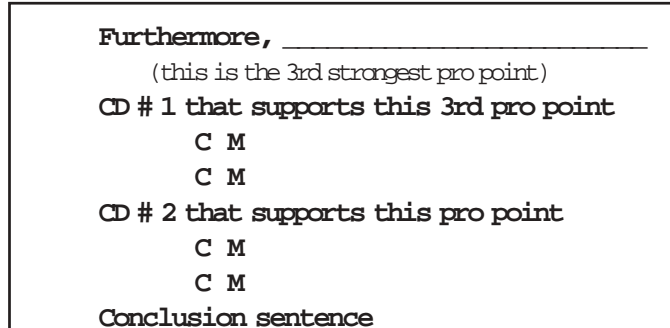 Furthermore, _________________________
(this is the 3rd strongest pro point)
CD # 1 that supports this 3rd pro point
C M
C M
CD # 2 that supports this pro point
C M
C M
Conclusion sentence